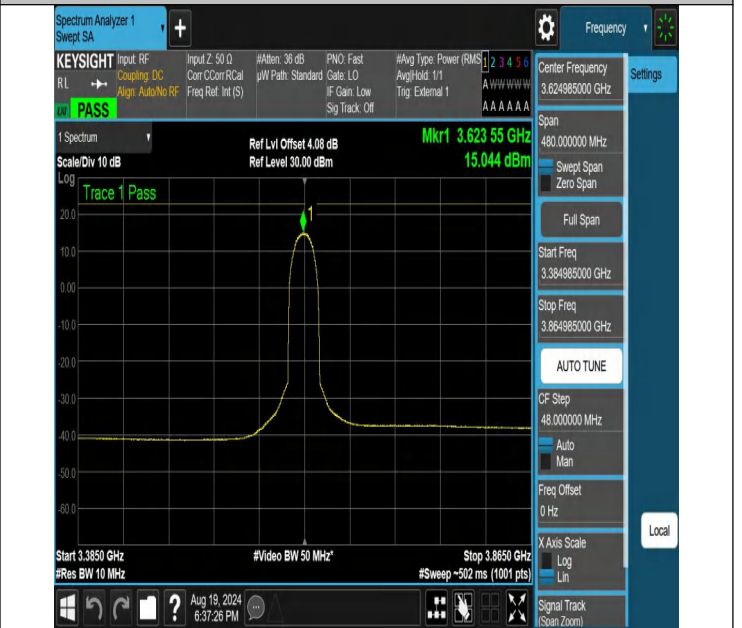 Spectrum Analyzer 1
Swept SA
+
Frequency
KEYSIGHT
RL
LXI
PASS
Input: RF
Coupling: DC
Align: Auto/No RF
Input Z: 50 Ω
Corr CCorr RCal
Freq Ref: Int (S)
#Atten: 36 dB
µW Path: Standard
PNO: Fast
Gate: LO
IF Gain: Low
Sig Track: Off
#Avg Type: Power (RMS
Avg|Hold: 1/1
Trig: External 1
1 2 3 4 5 6
A W W W W W
A A A A A A
1 Spectrum
Scale/Div 10 dB
Log
Ref Lvl Offset 4.08 dB
Ref Level 30.00 dBm
Mkr1 3.623 55 GHz
15.044 dBm
Trace 1 Pass
1
20.0
10.0
0.00
-10.0
-20.0
-30.0
-40.0
-50.0
-60.0
Start 3.3850 GHz
#Res BW 10 MHz
#Video BW 50 MHz*
Stop 3.8650 GHz
#Sweep ~502 ms (1001 pts)
Center Frequency
3.624985000 GHz
Settings
Span
480.000000 MHz
Swept Span
Zero Span
Full Span
Start Freq
3.384985000 GHz
Stop Freq
3.864985000 GHz
AUTO TUNE
CF Step
48.000000 MHz
Auto
Man
Freq Offset
0 Hz
X Axis Scale
Log
Lin
Local
Signal Track
(Span Zoom)
?
Aug 19, 2024
6:37:26 PM